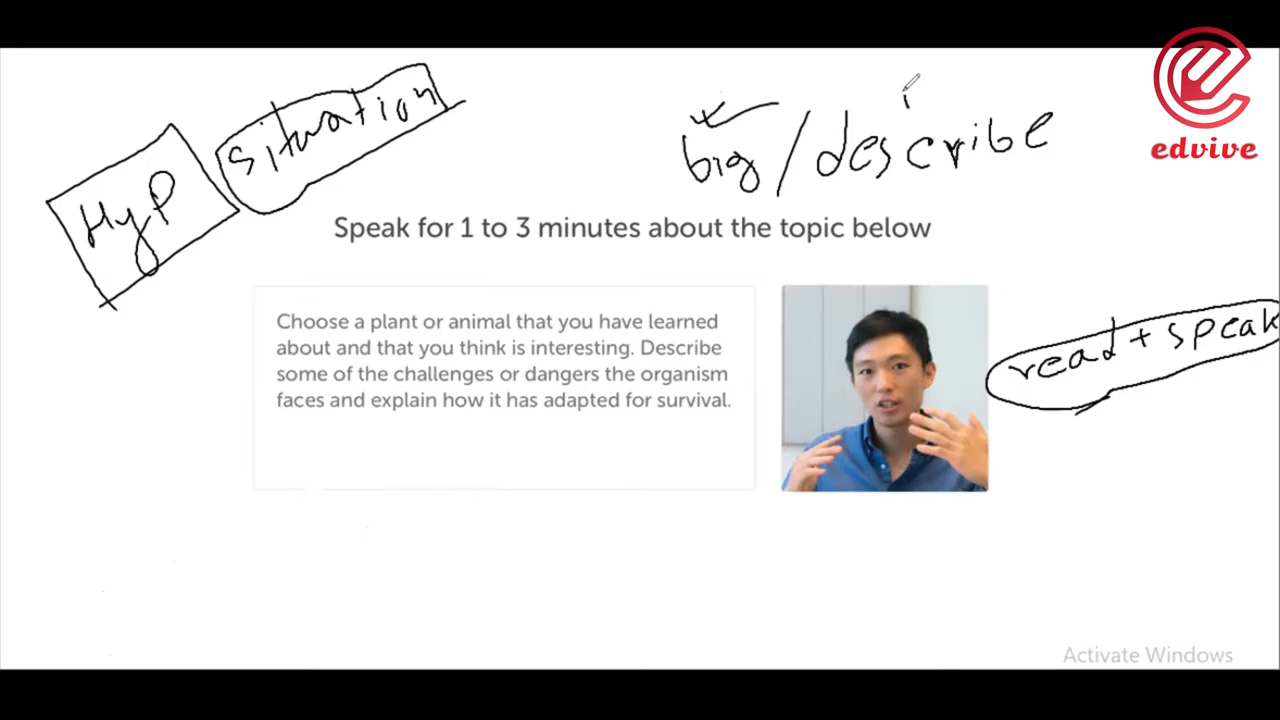 situation
HyP
big / describe
edvive
Speak for 1 to 3 minutes about the topic below
Choose a plant or animal that you have learned
about and that you think is interesting. Describe
some of the challenges or dangers the organism
faces and explain how it has adapted for survival.
read + speak
Activate Windows